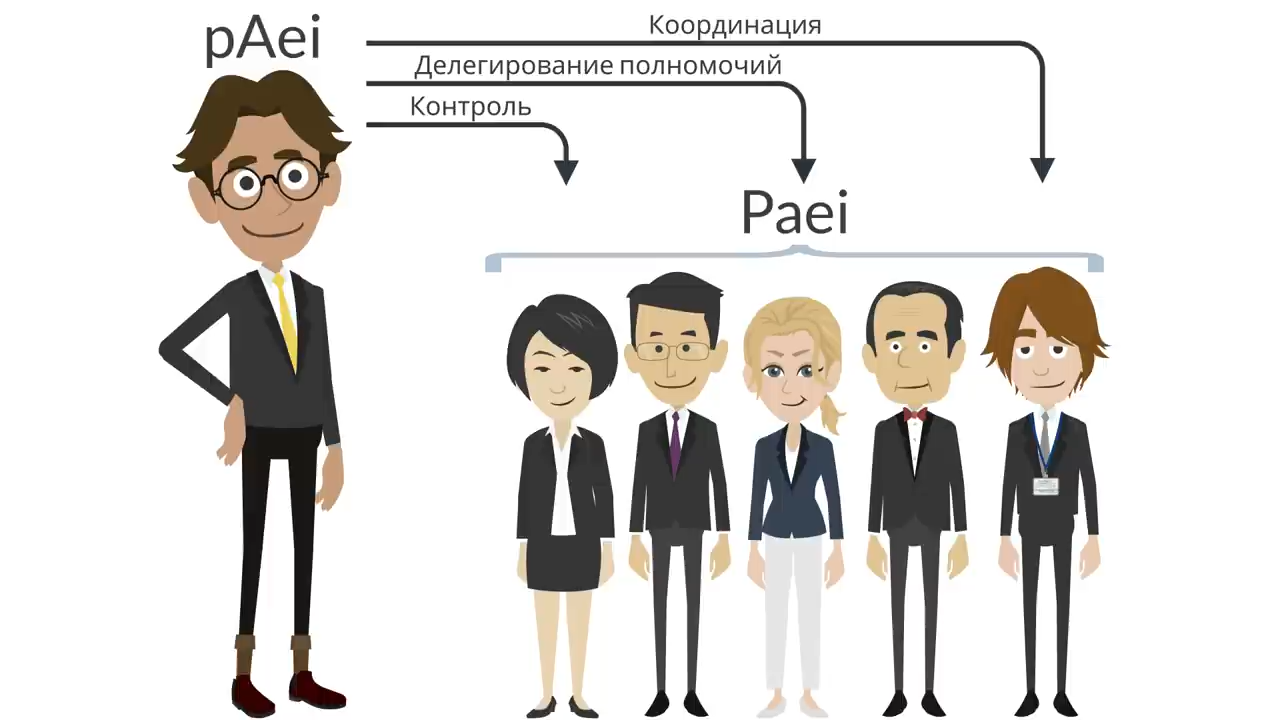 pAei
Координация
Делегирование полномочий
Контроль
Paei